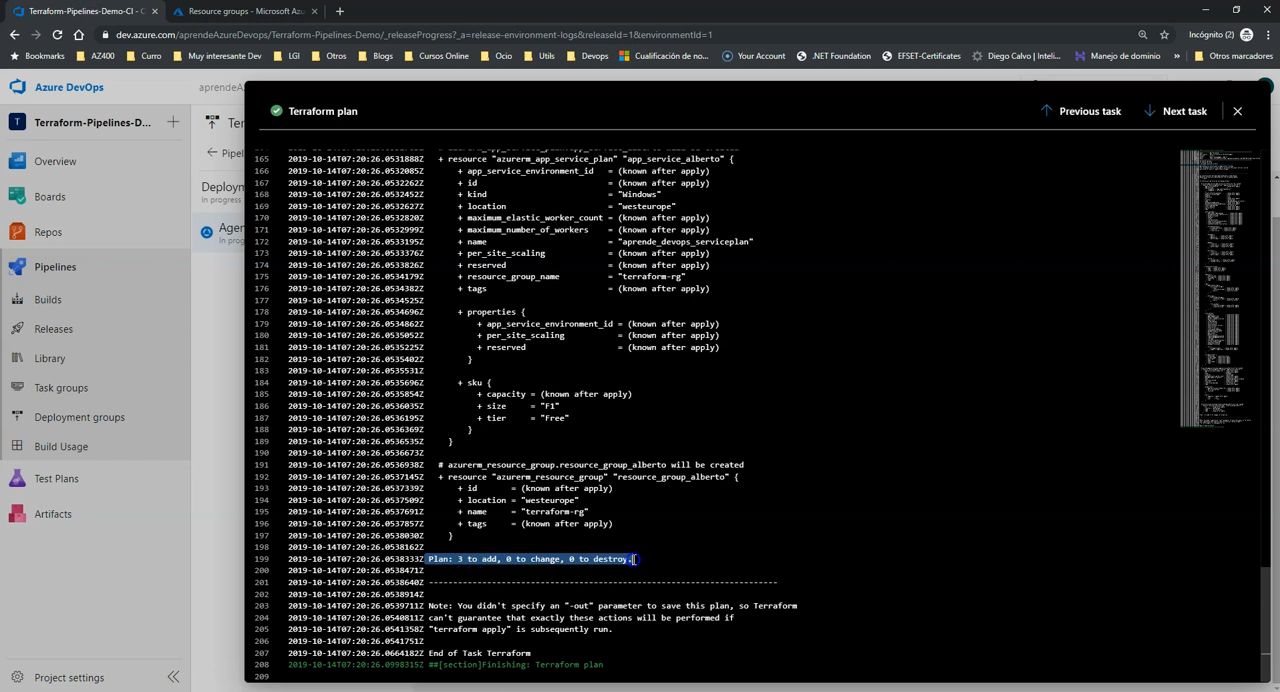 Terraform-Pipelines-Demo-CI -
Resource groups - Microsoft Az
dev.azure.com/aprendeAzureDevops/Terraform-Pipelines-Demo/_releaseProgress?_a=release-environment-logs&releaseId=1&environmentId=1
Incógnito (2)
Bookmarks
AZ400
Curro
Muy interesante Dev
LGI
Otros
Blogs
Cursos Online
Ocio
Utils
Devops
Cualificación de no...
Your Account
.NET Foundation
EFSET-Certificates
Diego Calvo | Inteli...
Manejo de dominio
»
Otros marcadores
Azure DevOps
aprendeA
T Terraform-Pipelines-D...
Overview
Boards
Repos
Pipelines
Builds
Releases
Library
Task groups
Deployment groups
Build Usage
Test Plans
Artifacts
Project settings
Ter
Pipel
Deploym
In progress
Agen
In prog
Terraform plan
Previous task
Next task
165 2019-10-14T07:20:26.0531888Z + resource "azurerm_app_service_plan" "app_service_alberto" {
166 2019-10-14T07:20:26.0532085Z + app_service_environment_id = (known after apply)
167 2019-10-14T07:20:26.0532262Z + id = (known after apply)
168 2019-10-14T07:20:26.0532452Z + kind = "Windows"
169 2019-10-14T07:20:26.0532627Z + location = "westeurope"
170 2019-10-14T07:20:26.0532820Z + maximum_elastic_worker_count = (known after apply)
171 2019-10-14T07:20:26.0532999Z + maximum_number_of_workers = (known after apply)
172 2019-10-14T07:20:26.0533195Z + name = "aprende_devops_serviceplan"
173 2019-10-14T07:20:26.0533376Z + per_site_scaling = (known after apply)
174 2019-10-14T07:20:26.0533826Z + reserved = (known after apply)
175 2019-10-14T07:20:26.0534179Z + resource_group_name = "terraform-rg"
176 2019-10-14T07:20:26.0534382Z + tags = (known after apply)
177 2019-10-14T07:20:26.0534525Z
178 2019-10-14T07:20:26.0534696Z + properties {
179 2019-10-14T07:20:26.0534862Z + app_service_environment_id = (known after apply)
180 2019-10-14T07:20:26.0535052Z + per_site_scaling = (known after apply)
181 2019-10-14T07:20:26.0535225Z + reserved = (known after apply)
182 2019-10-14T07:20:26.0535402Z }
183 2019-10-14T07:20:26.0535531Z
184 2019-10-14T07:20:26.0535696Z + sku {
185 2019-10-14T07:20:26.0535854Z + capacity = (known after apply)
186 2019-10-14T07:20:26.0536035Z + size = "F1"
187 2019-10-14T07:20:26.0536195Z + tier = "Free"
188 2019-10-14T07:20:26.0536369Z }
189 2019-10-14T07:20:26.0536535Z }
190 2019-10-14T07:20:26.0536673Z
191 2019-10-14T07:20:26.0536938Z # azurerm_resource_group.resource_group_alberto will be created
192 2019-10-14T07:20:26.0537145Z + resource "azurerm_resource_group" "resource_group_alberto" {
193 2019-10-14T07:20:26.0537339Z + id = (known after apply)
194 2019-10-14T07:20:26.0537509Z + location = "westeurope"
195 2019-10-14T07:20:26.0537691Z + name = "terraform-rg"
196 2019-10-14T07:20:26.0537857Z + tags = (known after apply)
197 2019-10-14T07:20:26.0538030Z }
198 2019-10-14T07:20:26.0538162Z
199 2019-10-14T07:20:26.0538333Z Plan: 3 to add, 0 to change, 0 to destroy.
200 2019-10-14T07:20:26.0538471Z
201 2019-10-14T07:20:26.0538640Z ------------------------------------------------------------------------
202 2019-10-14T07:20:26.0538914Z
203 2019-10-14T07:20:26.0539711Z Note: You didn't specify an "-out" parameter to save this plan, so Terraform
204 2019-10-14T07:20:26.0540811Z can't guarantee that exactly these actions will be performed if
205 2019-10-14T07:20:26.0541358Z "terraform apply" is subsequently run.
206 2019-10-14T07:20:26.0541751Z
207 2019-10-14T07:20:26.0664182Z End of Task Terraform
208 2019-10-14T07:20:26.0998315Z ##[section]Finishing: Terraform plan
209